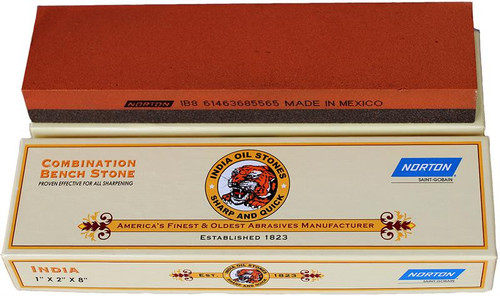 NORTON IB8 61463685565 MADE IN MEXICO
COMBINATION
BENCH STONE
PROVEN EFFECTIVE FOR ALL SHARPENING
INDIA OIL STONES
SHARP AND QUICK
NORTON
SAINT-GOBAIN
AMERICA'S FINEST & OLDEST ABRASIVES MANUFACTURER
ESTABLISHED 1823
INDIA
1" X 2" X 8"
EST. 1823
NORTON
SAINT-GOBAIN